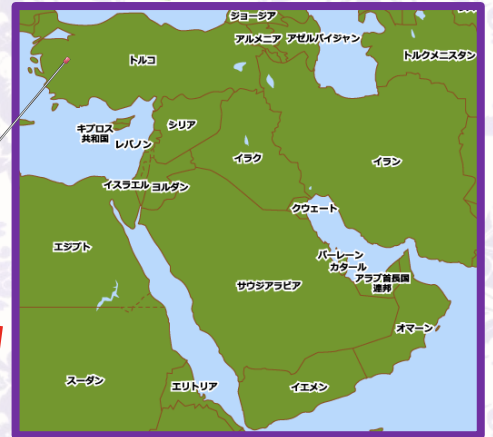 ジョージア
アルメニア
アゼルバイジャン
トルコ
トルクメニスタン
キプロス
共和国
シリア
レバノン
イラク
イラン
イスラエル
ヨルダン
クウェート
エジプト
バーレーン
カタール
サウジアラビア
アラブ首長国
連邦
オマーン
スーダン
エリトリア
イエメン